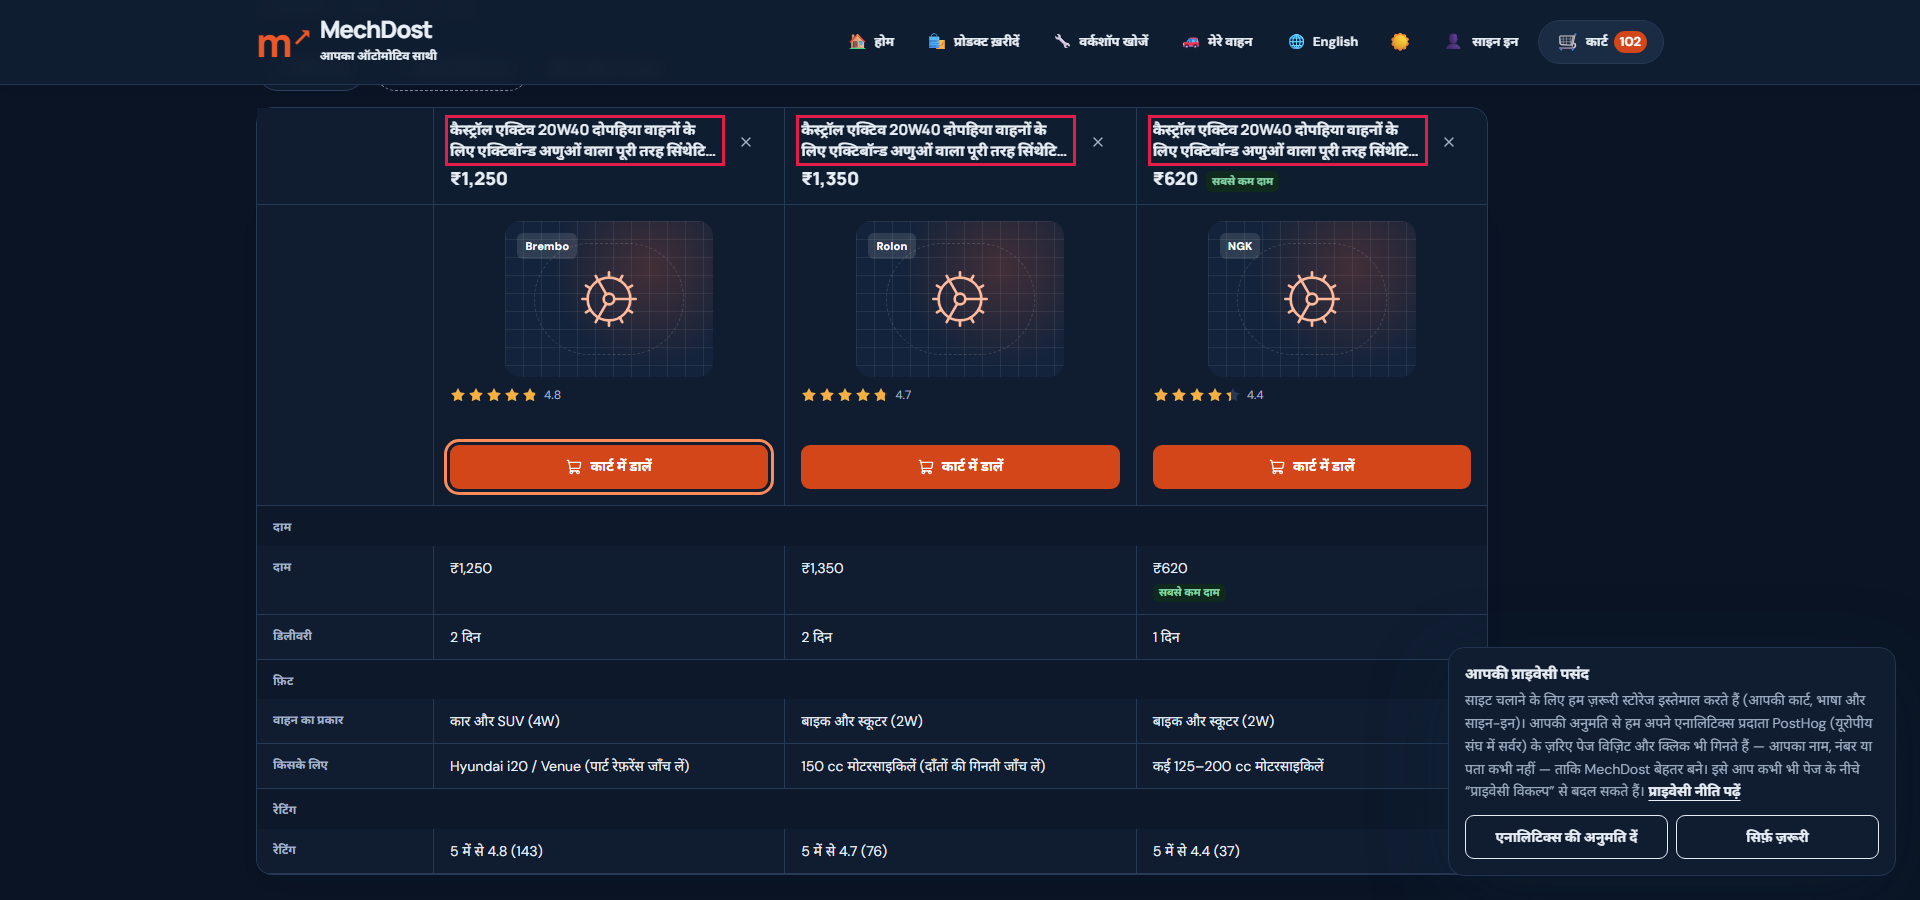 MechDost
आपका ऑटोमोटिव साथी
होम
प्रोडक्ट ख़रीदें
वर्कशॉप खोजें
मेरे वाहन
English
साइन इन
कार्ट 102
कैस्ट्रॉल एक्टिव 20W40 दोपहिया वाहनों के
लिए एक्टिबॉन्ड अणुओं वाला पूरी तरह सिंथेटि...
₹1,250
कैस्ट्रॉल एक्टिव 20W40 दोपहिया वाहनों के
लिए एक्टिबॉन्ड अणुओं वाला पूरी तरह सिंथेटि...
₹1,350
कैस्ट्रॉल एक्टिव 20W40 दोपहिया वाहनों के
लिए एक्टिबॉन्ड अणुओं वाला पूरी तरह सिंथेटि...
₹620 सबसे कम दाम
Brembo
Rolon
NGK
4.8
4.7
4.4
कार्ट में डालें
कार्ट में डालें
कार्ट में डालें
दाम
दाम
₹1,250
₹1,350
₹620
सबसे कम दाम
डिलीवरी
2 दिन
2 दिन
1 दिन
फ़िट
वाहन का प्रकार
कार और SUV (4W)
बाइक और स्कूटर (2W)
बाइक और स्कूटर (2W)
किसके लिए
Hyundai i20 / Venue (पार्ट रेफ़रेंस जाँच लें)
150 cc मोटरसाइकिलें (दाँतों की गिनती जाँच लें)
कई 125–200 cc मोटरसाइकिलें
रेटिंग
रेटिंग
5 में से 4.8 (143)
5 में से 4.7 (76)
5 में से 4.4 (37)
आपकी प्राइवेसी पसंद
साइट चलाने के लिए हम ज़रूरी स्टोरेज इस्तेमाल करते हैं (आपकी कार्ट, भाषा और
साइन-इन)। आपकी अनुमति से हम अपने एनालिटिक्स प्रदाता PostHog (यूरोपीय
संघ में सर्वर) के ज़रिए पेज विज़िट और क्लिक भी गिनते हैं — आपका नाम, नंबर या
पता कभी नहीं — ताकि MechDost बेहतर बने। इसे आप कभी भी पेज के नीचे
"प्राइवेसी विकल्प" से बदल सकते हैं। प्राइवेसी नीति पढ़ें
एनालिटिक्स की अनुमति दें
सिर्फ़ ज़रूरी